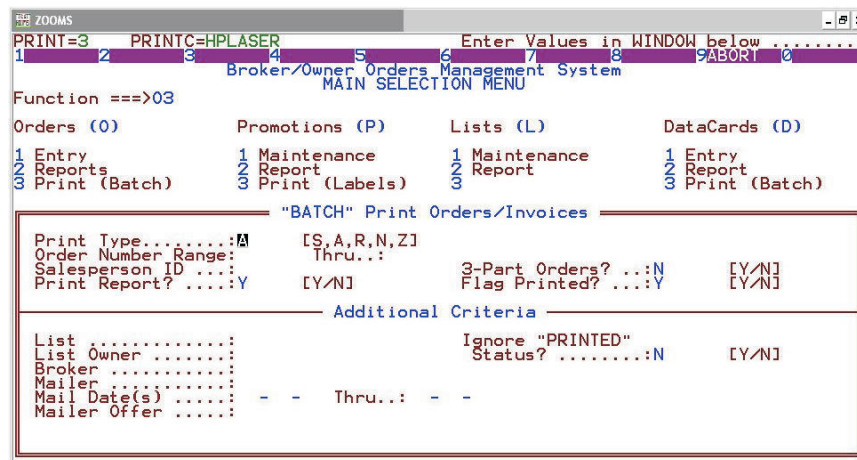 ZOOMS
PRINT=3 PRINTC=HPLASER Enter Values in WINDOW below ........
1 2 3 4 5 6 7 8 9ABORT 0
Broker/Owner Orders Management System
MAIN SELECTION MENU
Function ===>03
Orders (O) Promotions (P) Lists (L) DataCards (D)
1 Entry 1 Maintenance 1 Maintenance 1 Entry
2 Reports 2 Report 2 Report 2 Report
3 Print (Batch) 3 Print (Labels) 3 3 Print (Batch)
"BATCH" Print Orders/Invoices
Print Type........:A [S,A,R,N,Z]
Order Number Range: Thru..:
Salesperson ID ...: 3-Part Orders? ..:N [Y/N]
Print Report? ....:Y [Y/N] Flag Printed? ...:Y [Y/N]
Additional Criteria
List .............: Ignore "PRINTED"
List Owner .......: Status? ........:N [Y/N]
Broker ...........:
Mailer ...........:
Mail Date(s) .....: - - Thru..: - -
Mailer Offer .....: